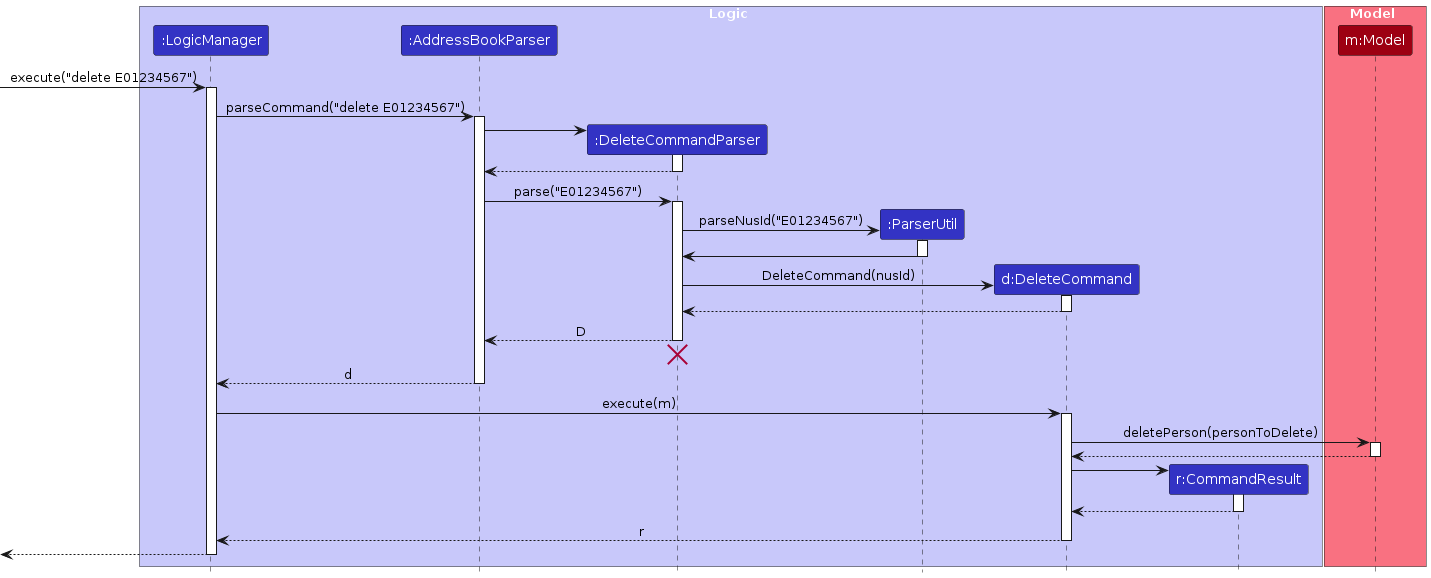 Logic
Model
:LogicManager
:AddressBookParser
m:Model
execute("delete E01234567")
parseCommand("delete E01234567")
:DeleteCommandParser
parse("E01234567")
parseNusId("E01234567")
:ParserUtil
DeleteCommand(nusId)
d:DeleteCommand
D
d
execute(m)
deletePerson(personToDelete)
r:CommandResult
r